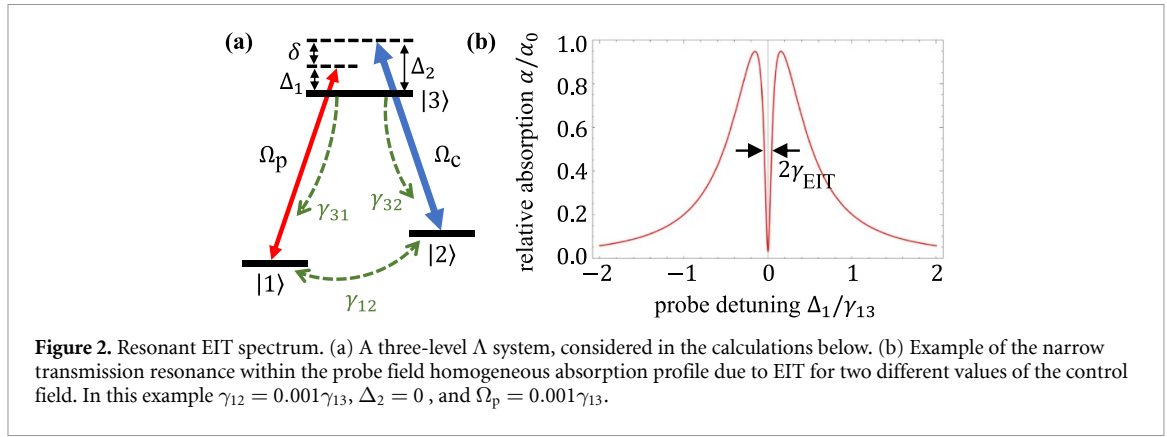 (a)
δ
Δ₁
Δ₂
|3⟩
Ωp
Ωc
γ₃₁
γ₃₂
|2⟩
|1⟩
γ₁₂
(b)
relative absorption α/α₀
1.0
0.8
0.6
0.4
0.2
0.0
2γEIT
−2 −1 0 1 2
probe detuning Δ₁/γ₁₃
Figure 2. Resonant EIT spectrum. (a) A three-level Λ system, considered in the calculations below. (b) Example of the narrow
transmission resonance within the probe field homogeneous absorption profile due to EIT for two different values of the control
field. In this example γ₁₂ = 0.001γ₁₃, Δ₂ = 0 , and Ωp = 0.001γ₁₃.